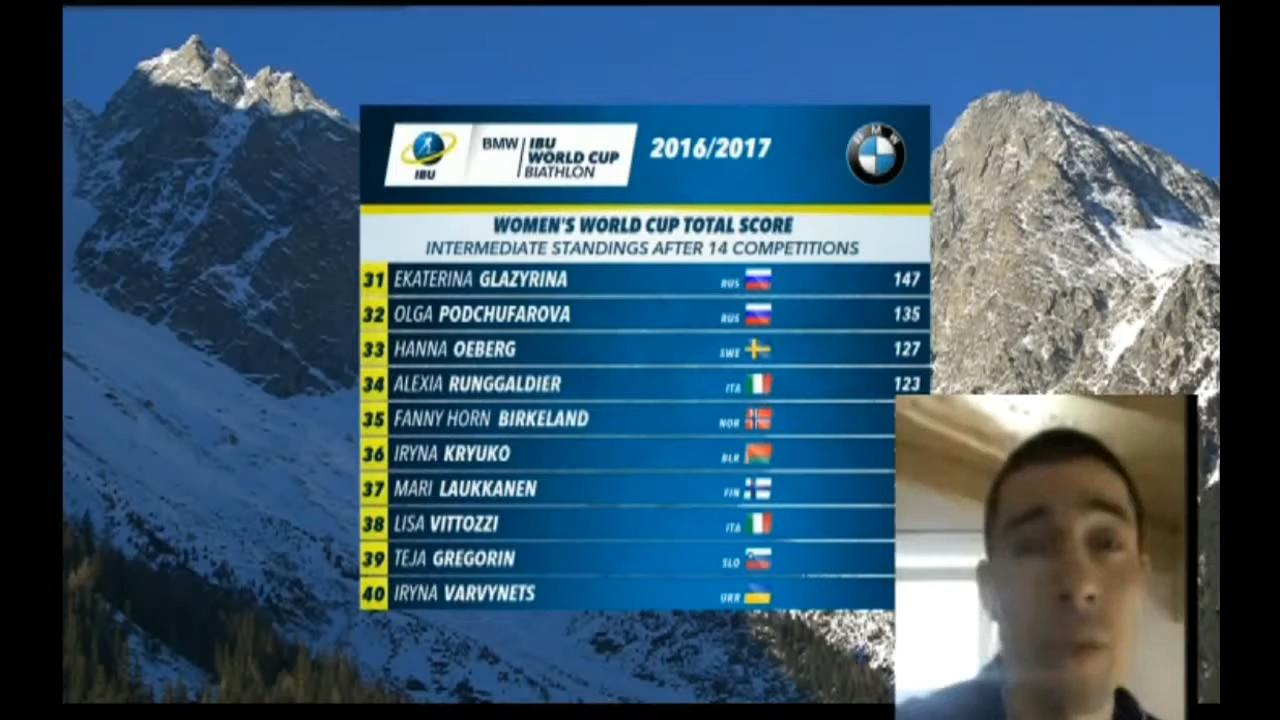 BMW IBU WORLD CUP BIATHLON
IBU
2016/2017
BMW
WOMEN'S WORLD CUP TOTAL SCORE
INTERMEDIATE STANDINGS AFTER 14 COMPETITIONS
31 EKATERINA GLAZYRINA RUS 147
32 OLGA PODCHUFAROVA RUS 135
33 HANNA OEBERG SWE 127
34 ALEXIA RUNGGALDIER ITA 123
35 FANNY HORN BIRKELAND NOR
36 IRYNA KRYUKO BLR
37 MARI LAUKKANEN FIN
38 LISA VITTOZZI ITA
39 TEJA GREGORIN SLO
40 IRYNA VARVYNETS UKR